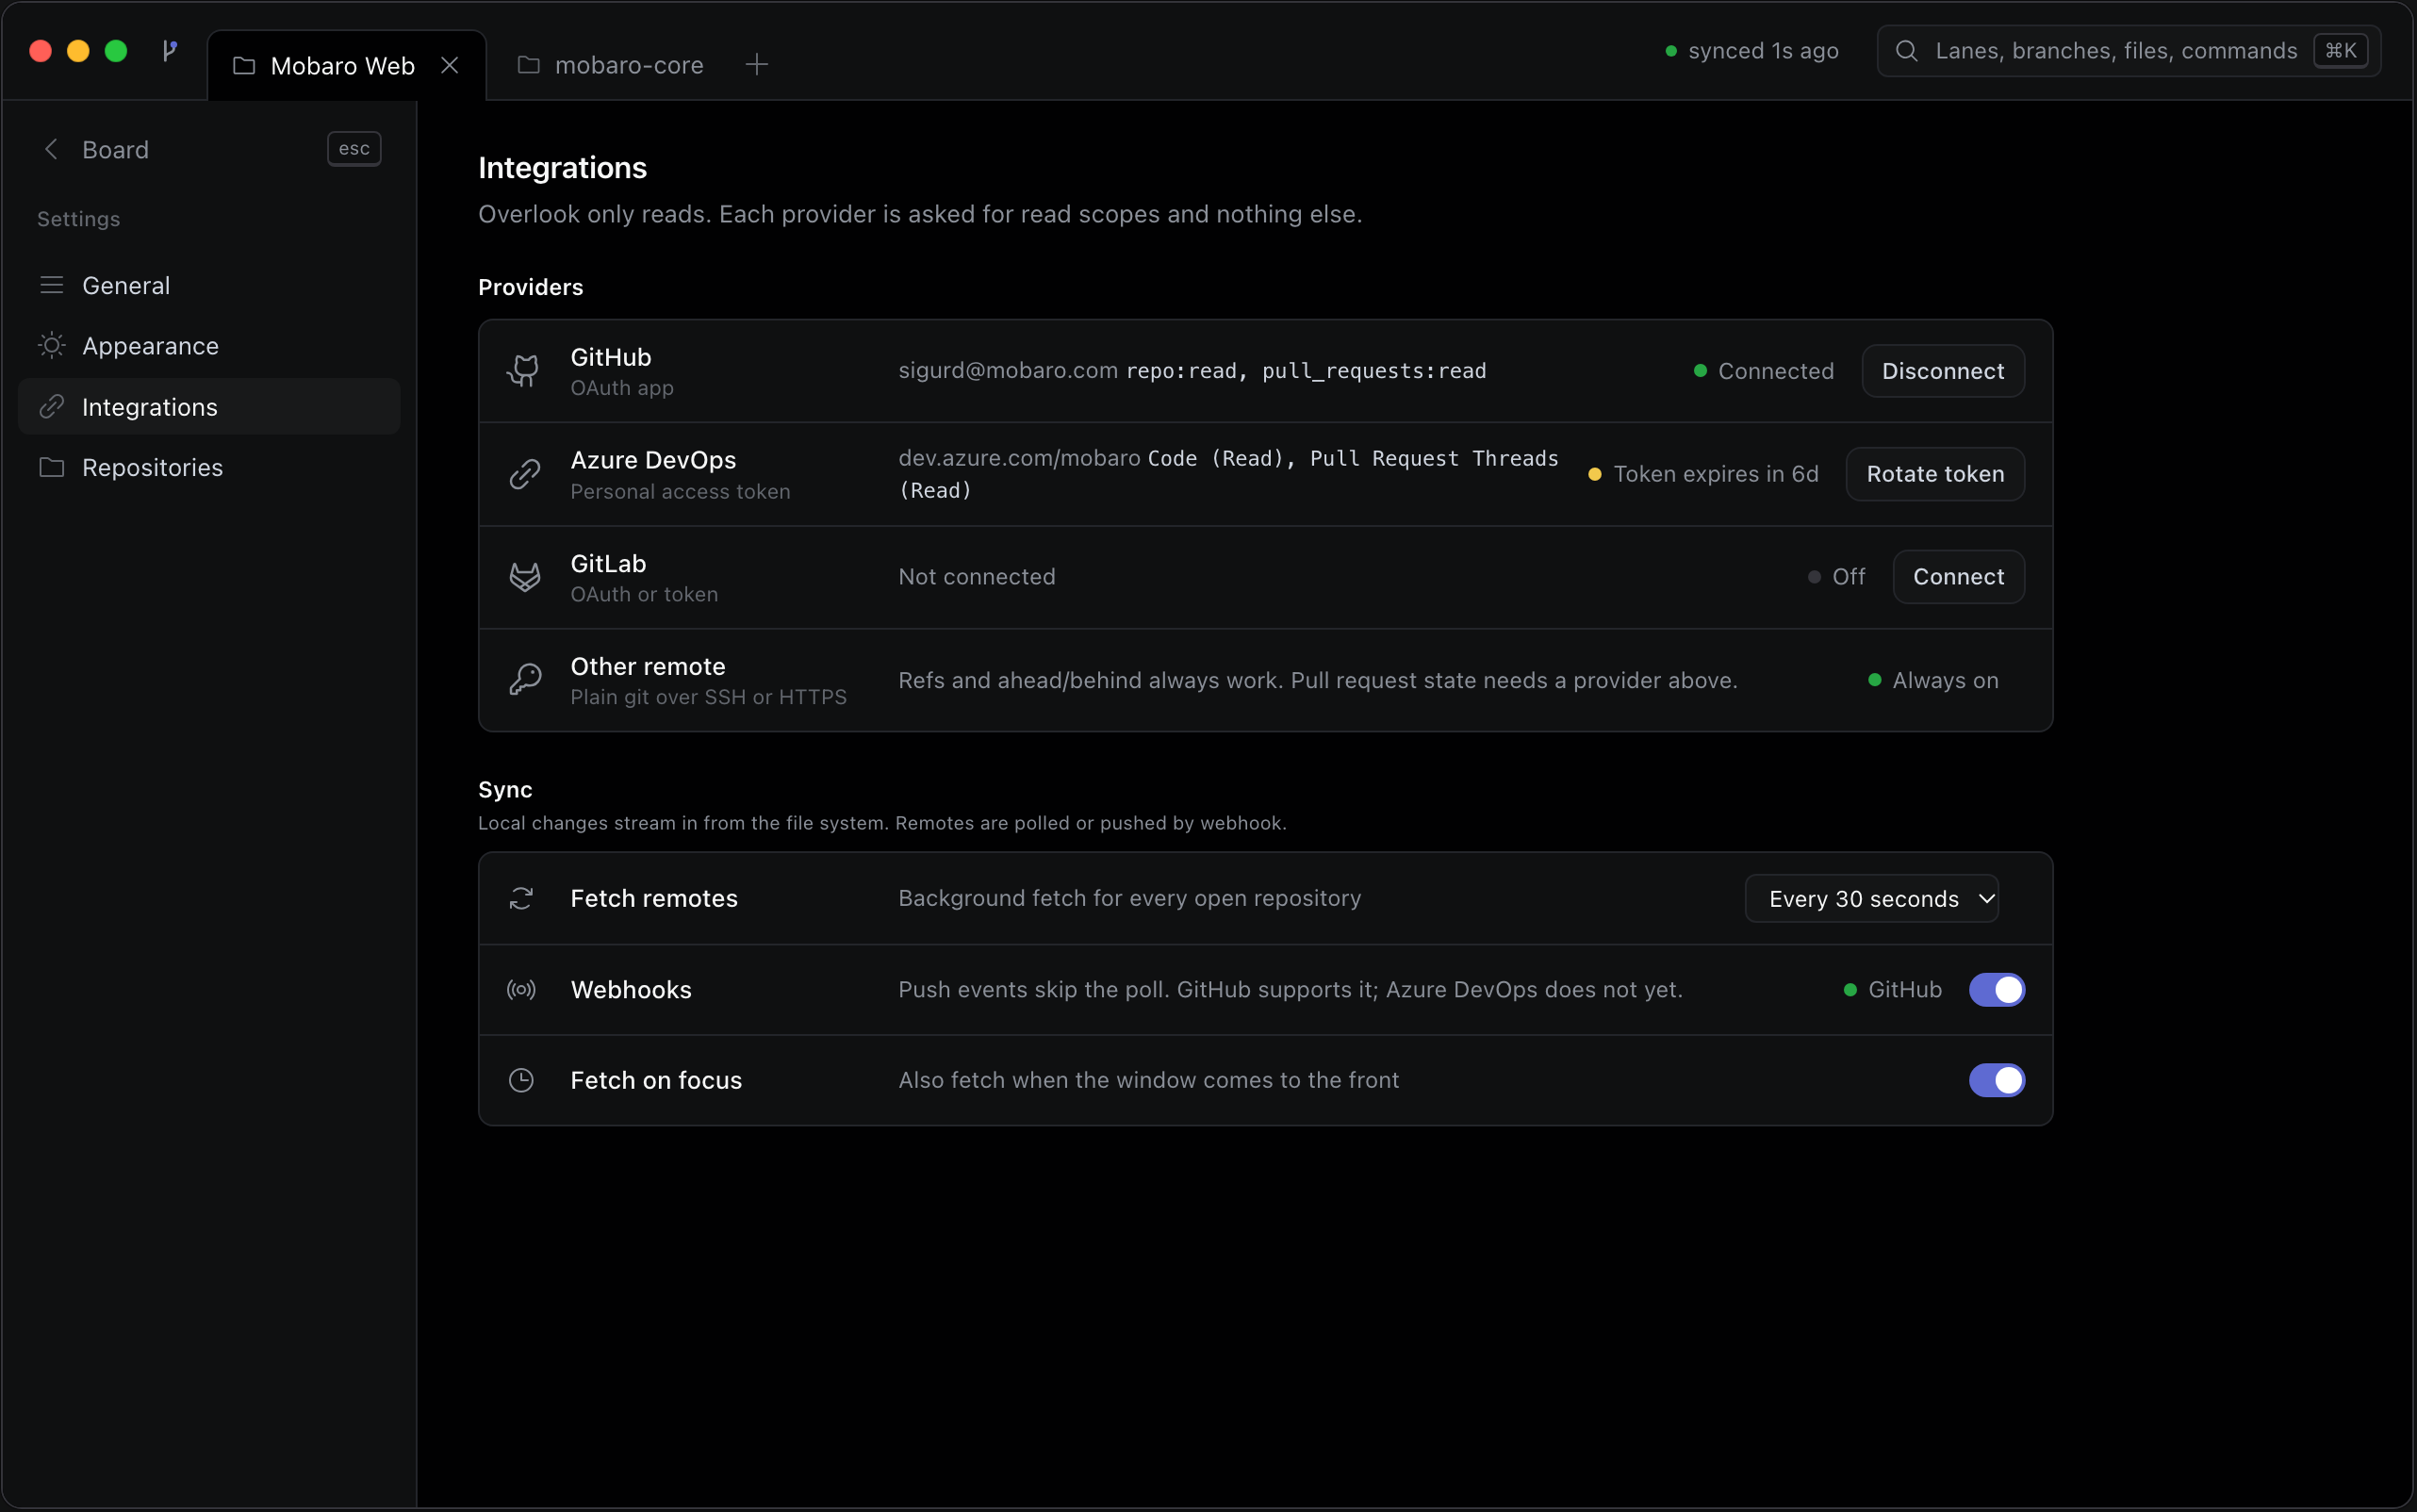 Mobaro Web
mobaro-core
synced 1s ago
Lanes, branches, files, commands
⌘K
Board
esc
Settings
General
Appearance
Integrations
Repositories
Integrations
Overlook only reads. Each provider is asked for read scopes and nothing else.
Providers
GitHub
OAuth app
sigurd@mobaro.com repo:read, pull_requests:read
Connected
Disconnect
Azure DevOps
Personal access token
dev.azure.com/mobaro Code (Read), Pull Request Threads
(Read)
Token expires in 6d
Rotate token
GitLab
OAuth or token
Not connected
Off
Connect
Other remote
Plain git over SSH or HTTPS
Refs and ahead/behind always work. Pull request state needs a provider above.
Always on
Sync
Local changes stream in from the file system. Remotes are polled or pushed by webhook.
Fetch remotes
Background fetch for every open repository
Every 30 seconds
Webhooks
Push events skip the poll. GitHub supports it; Azure DevOps does not yet.
GitHub
Fetch on focus
Also fetch when the window comes to the front